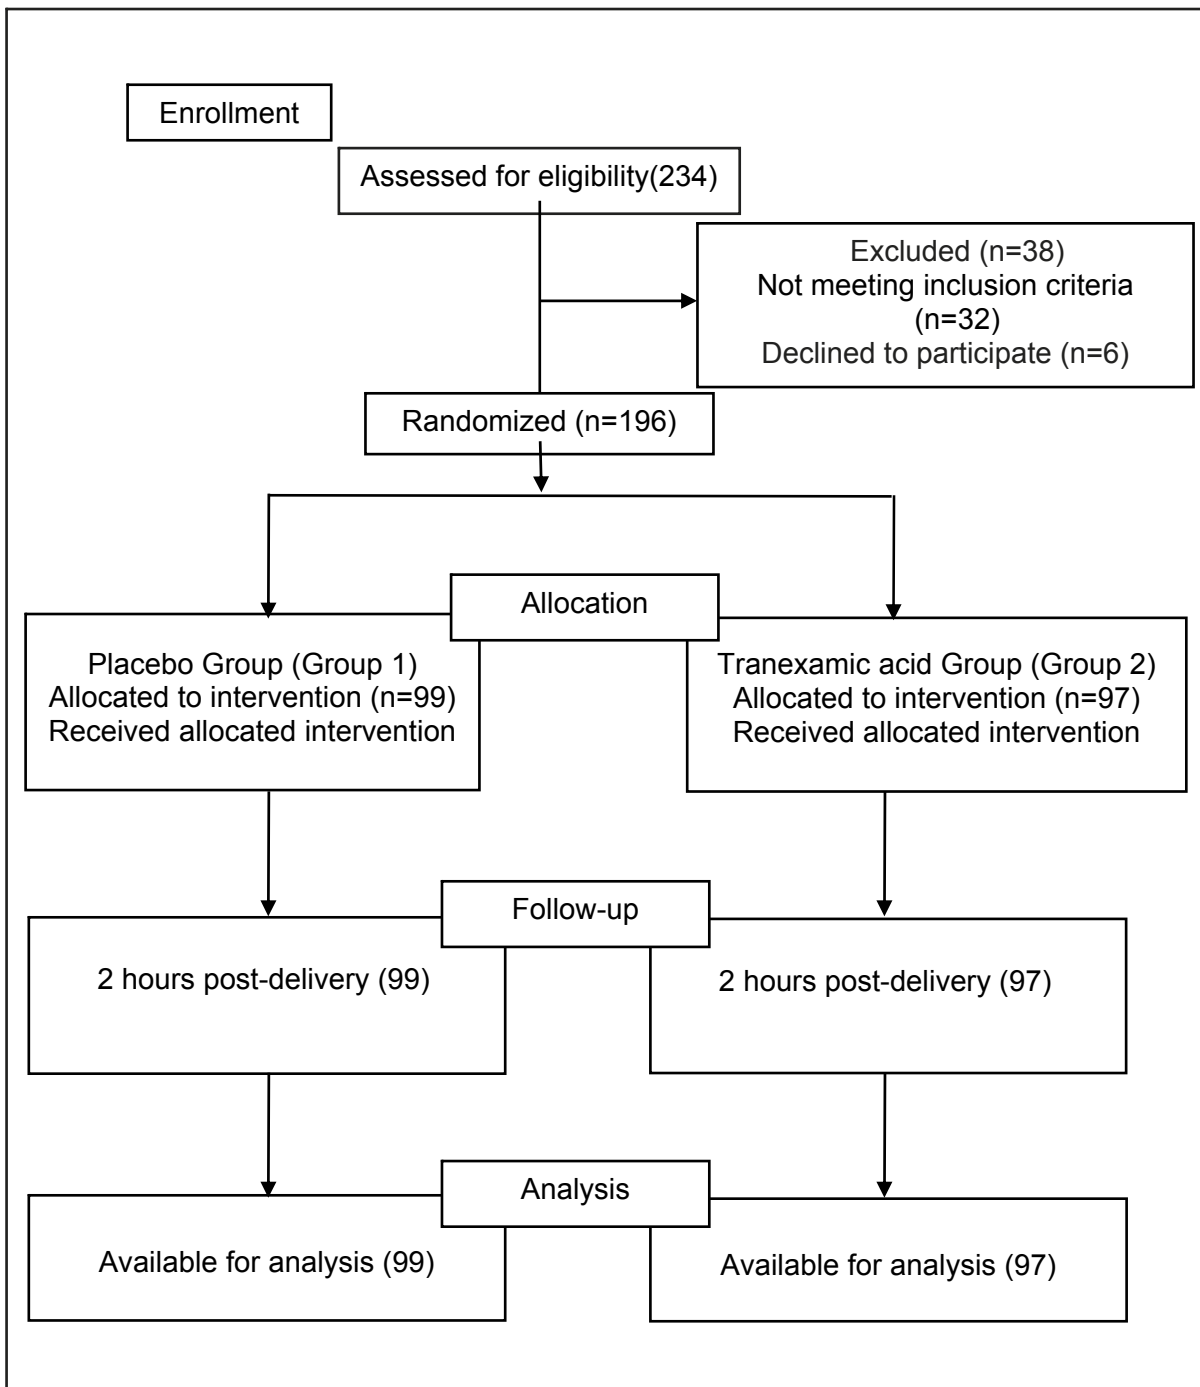 Enrollment
Assessed for eligibility(234)
Excluded (n=38)
Not meeting inclusion criteria
(n=32)
Declined to participate (n=6)
Randomized (n=196)
Allocation
Placebo Group (Group 1)
Allocated to intervention (n=99)
Received allocated intervention
Tranexamic acid Group (Group 2)
Allocated to intervention (n=97)
Received allocated intervention
Follow-up
2 hours post-delivery (99)
2 hours post-delivery (97)
Analysis
Available for analysis (99)
Available for analysis (97)